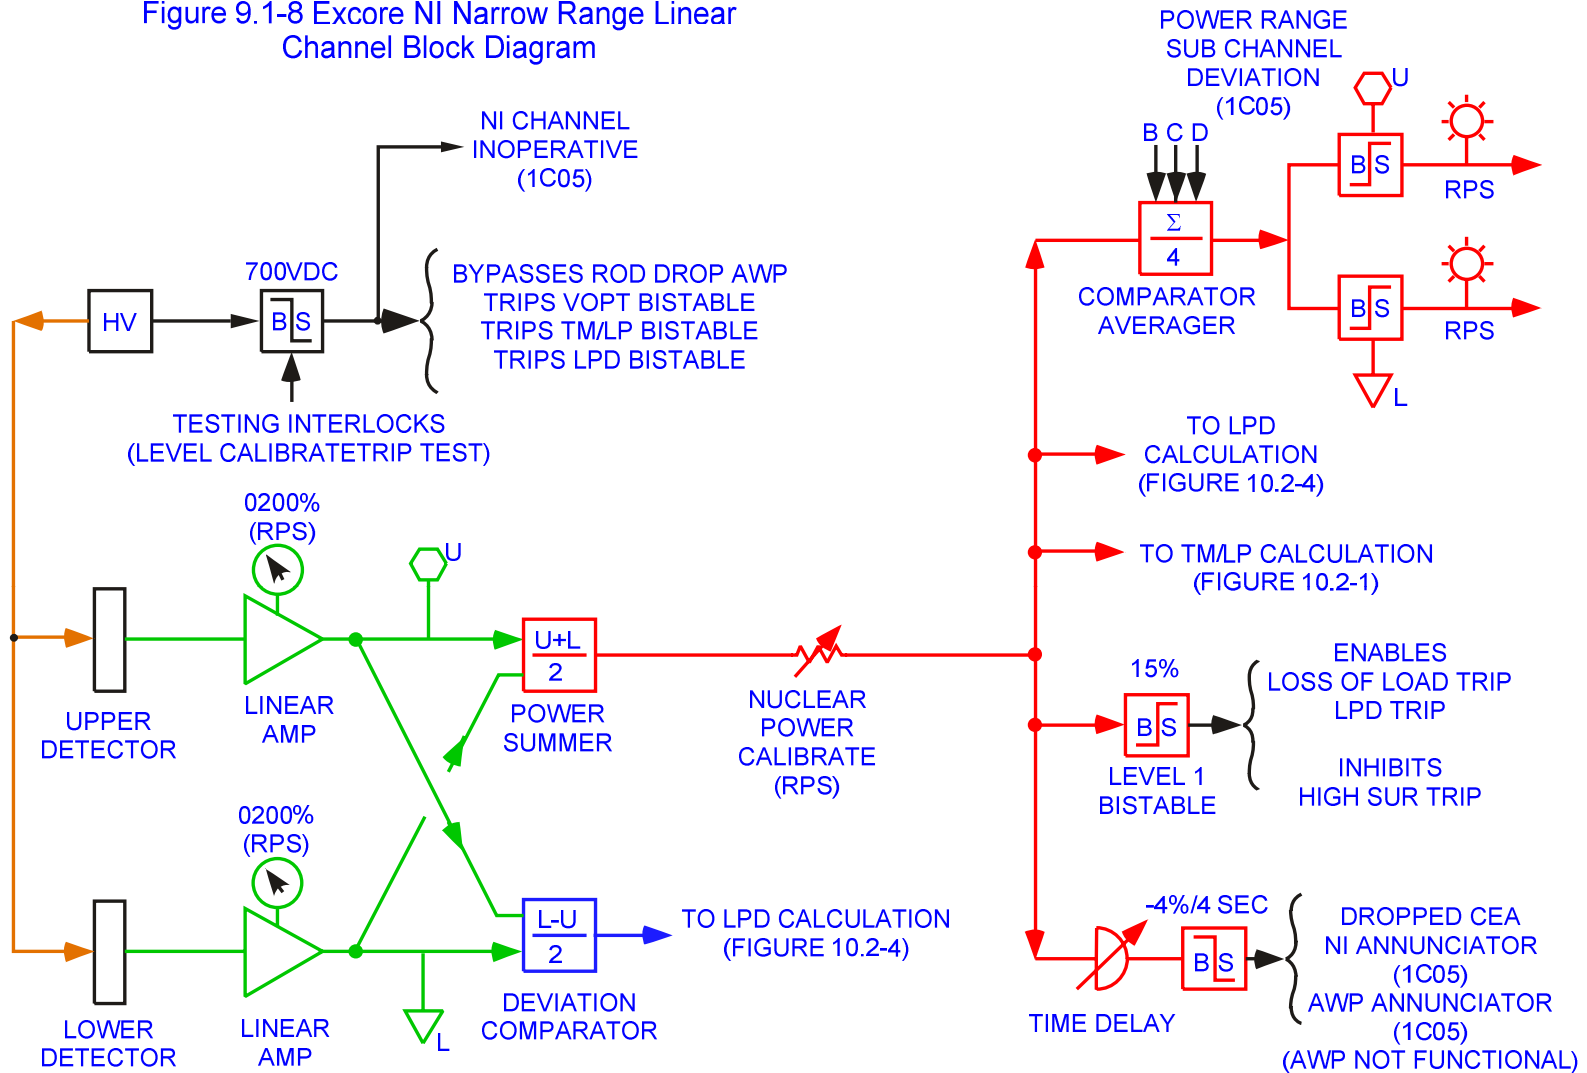 Figure 9.1-8 Excore NI Narrow Range Linear
Channel Block Diagram
POWER RANGE
SUB CHANNEL
DEVIATION
(1C05)
U
B C D
B S
RPS
Σ
4
COMPARATOR
AVERAGER
B S
RPS
L
NI CHANNEL
INOPERATIVE
(1C05)
700VDC
HV
B S
BYPASSES ROD DROP AWP
TRIPS VOPT BISTABLE
TRIPS TM/LP BISTABLE
TRIPS LPD BISTABLE
TESTING INTERLOCKS
(LEVEL CALIBRATETRIP TEST)
TO LPD
CALCULATION
(FIGURE 10.2-4)
TO TM/LP CALCULATION
(FIGURE 10.2-1)
0200%
(RPS)
U
UPPER
DETECTOR
LINEAR
AMP
U+L
2
POWER
SUMMER
NUCLEAR
POWER
CALIBRATE
(RPS)
15%
B S
LEVEL 1
BISTABLE
ENABLES
LOSS OF LOAD TRIP
LPD TRIP
INHIBITS
HIGH SUR TRIP
0200%
(RPS)
LOWER
DETECTOR
LINEAR
AMP
L
L-U
2
DEVIATION
COMPARATOR
TO LPD CALCULATION
(FIGURE 10.2-4)
-4%/4 SEC
B S
TIME DELAY
DROPPED CEA
NI ANNUNCIATOR
(1C05)
AWP ANNUNCIATOR
(1C05)
(AWP NOT FUNCTIONAL)